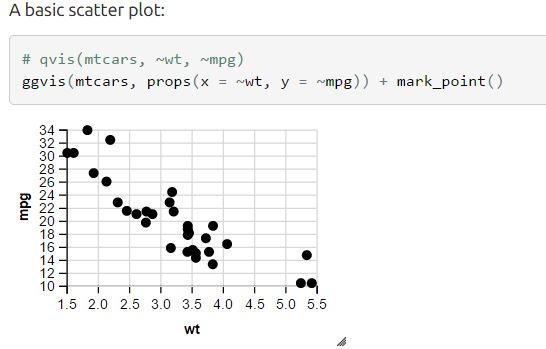 A basic scatter plot:
# qvis(mtcars, ~wt, ~mpg)
ggvis(mtcars, props(x = ~wt, y = ~mpg)) + mark_point()
34
32
30
28
26
24
22
20
18
16
14
12
10
mpg
1.5 2.0 2.5 3.0 3.5 4.0 4.5 5.0 5.5
wt